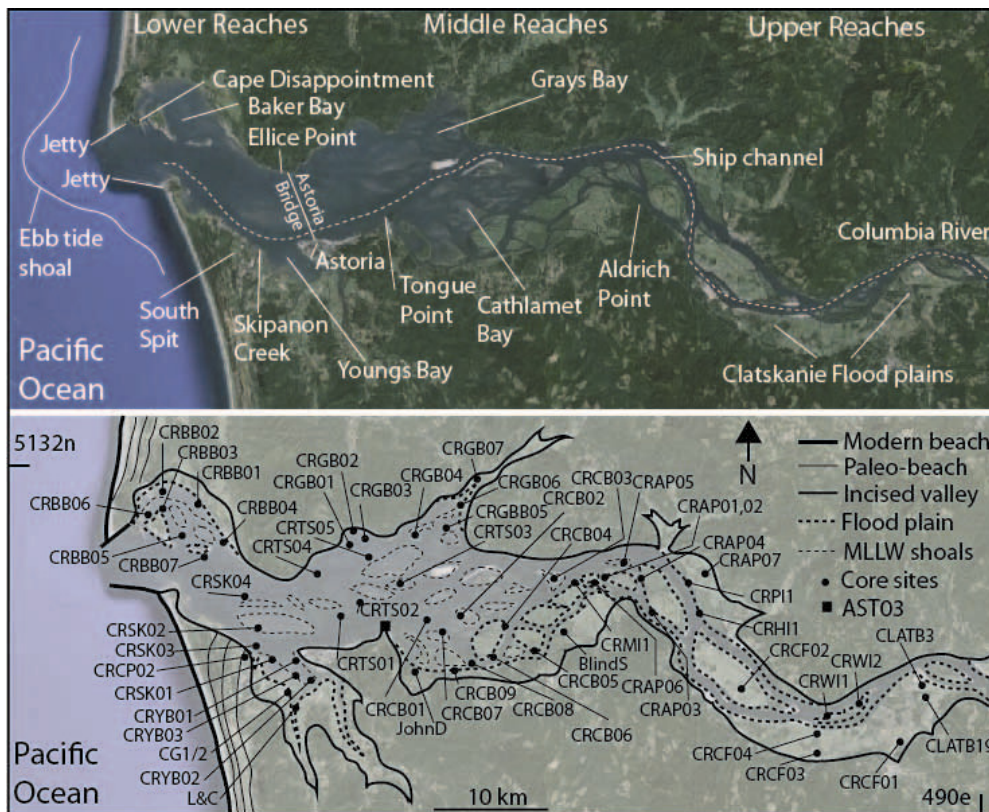 Lower Reaches
Middle Reaches
Upper Reaches
Cape Disappointment
Baker Bay
Ellice Point
Grays Bay
Jetty
Jetty
Ship channel
Astoria
Bridge
Ebb tide
shoal
Columbia River
Astoria
Tongue
Point
Cathlamet
Bay
Aldrich
Point
South
Spit
Skipanon
Creek
Youngs Bay
Pacific
Ocean
Clatskanie Flood plains
5132n
CRBB02
CRBB03
CRBB01
CRBB06
CRBB04
CRBB05
CRBB07
CRGB02
CRGB01
CRGB03
CRGB04
CRGB07
CRGB06
CRGBB05
CRTS05
CRTS04
CRTS03
CRCB02
CRCB03
CRCB04
CRAP05
CRAP01,02
CRAP04
CRAP07
N
Modern beach
Paleo-beach
Incised valley
Flood plain
MLLW shoals
Core sites
AST03
CRSK04
CRTS02
CRPI1
CRHI1
CRSK02
CRSK03
CRCP02
CRSK01
CRYB01
CRYB03
CG1/2
CRYB02
L&C
CRTS01
CRCB01
JohnD
CRCB09
CRCB07
CRCB08
CRCB06
CRCB05
BlindS
CRMI1
CRAP06
CRAP03
CRCF02
CRWI1
CRWI2
CLATB3
CLATB19
CRCF04
CRCF03
CRCF01
Pacific
Ocean
10 km
490e